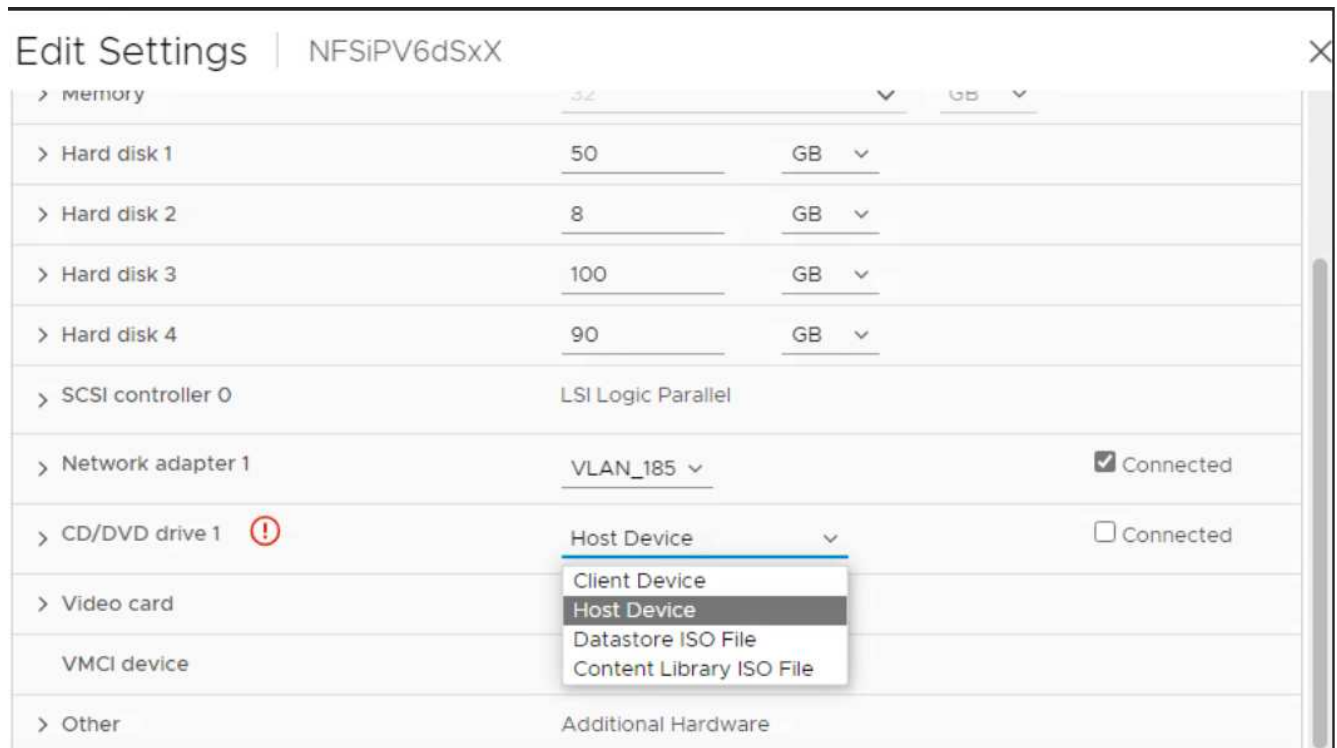 Edit Settings | NFSiPV6dSxX
Memory 32 GB
Hard disk 1 50 GB
Hard disk 2 8 GB
Hard disk 3 100 GB
Hard disk 4 90 GB
SCSI controller 0 LSI Logic Parallel
Network adapter 1 VLAN_185 Connected
CD/DVD drive 1 Host Device Connected
Client Device
Video card Host Device
Datastore ISO File
VMCI device Content Library ISO File
Other Additional Hardware